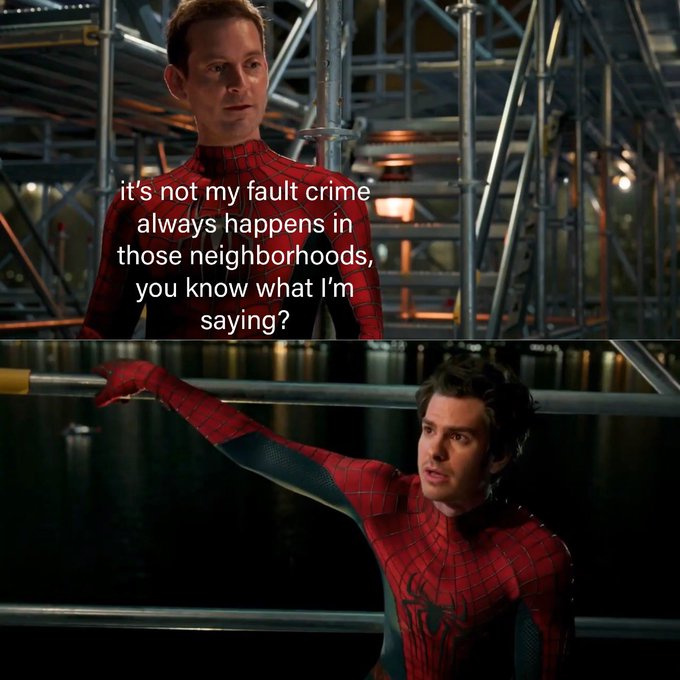 it’s not my fault crime
always happens in
those neighborhoods,
you know what I’m
saying?